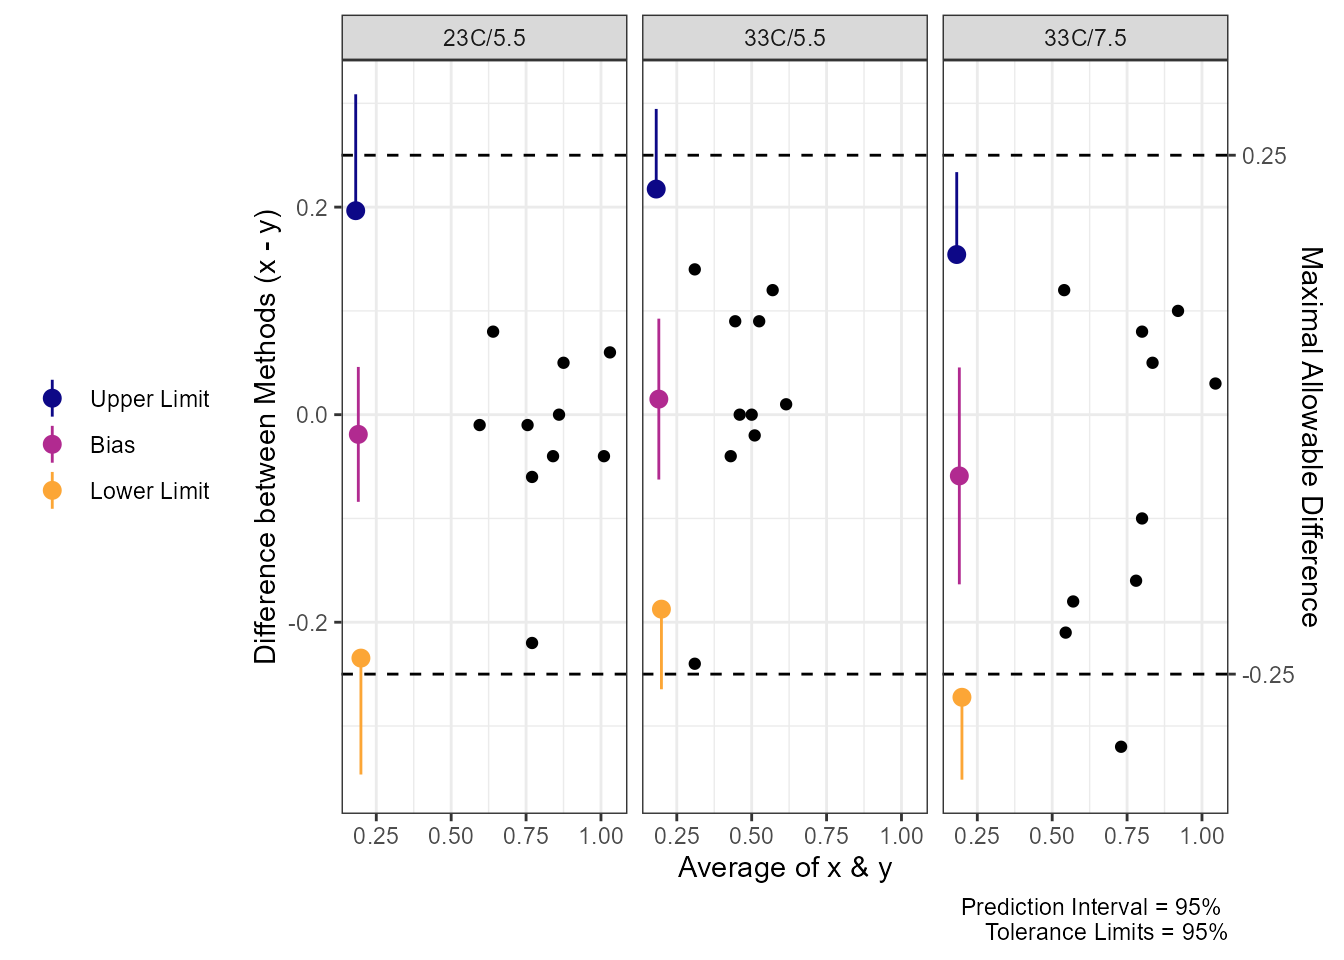 23C/5.5 33C/5.5 33C/7.5
Difference between Methods (x - y)
0.2
0.0
-0.2
0.25
-0.25
Maximal Allowable Difference
Upper Limit
Bias
Lower Limit
0.25 0.50 0.75 1.00 0.25 0.50 0.75 1.00 0.25 0.50 0.75 1.00
Average of x & y
Prediction Interval = 95%
Tolerance Limits = 95%